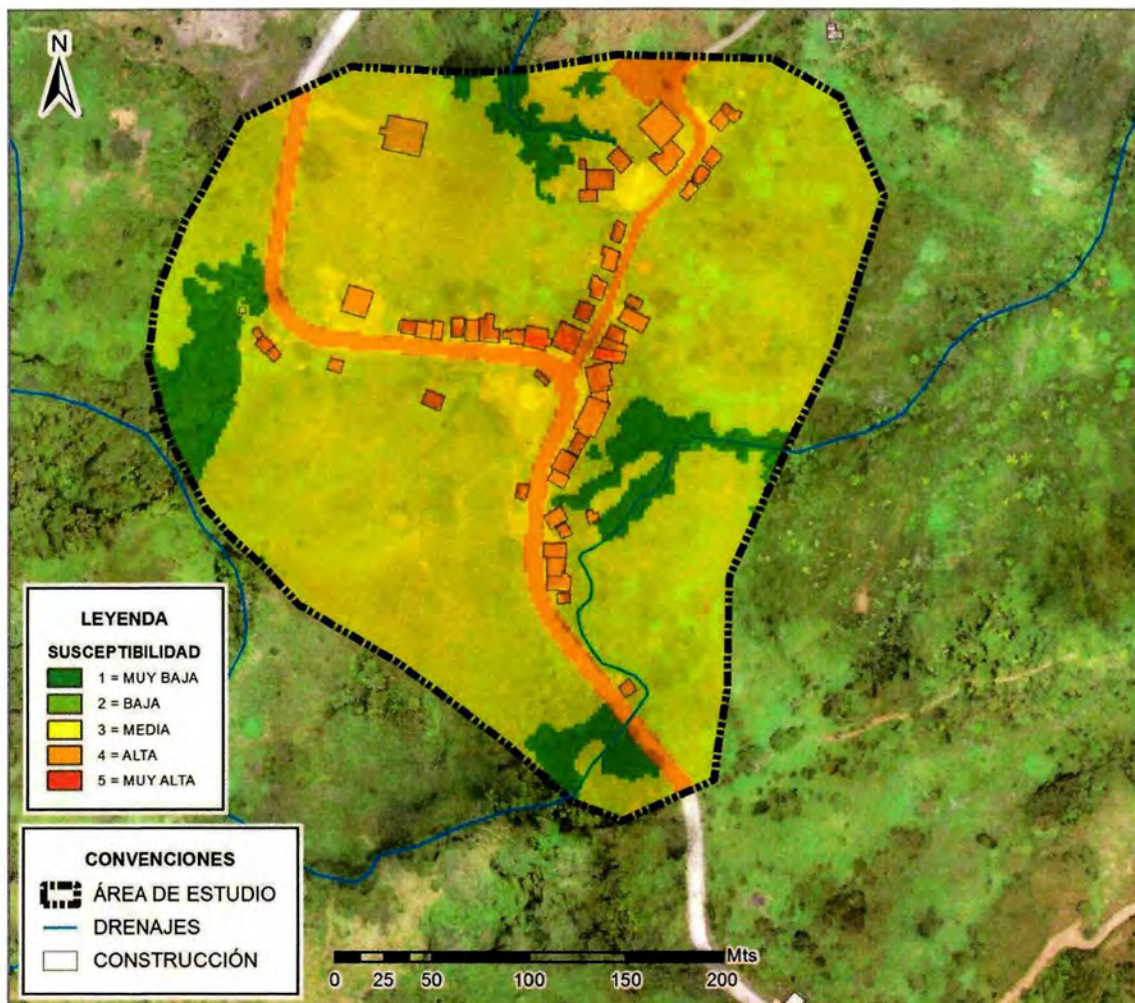 N
LEYENDA
SUSCEPTIBILIDAD
1 = MUY BAJA
2 = BAJA
3 = MEDIA
4 = ALTA
5 = MUY ALTA
CONVENCIONES
ÁREA DE ESTUDIO
DRENAJES
CONSTRUCCIÓN
Mts
0 25 50 100 150 200